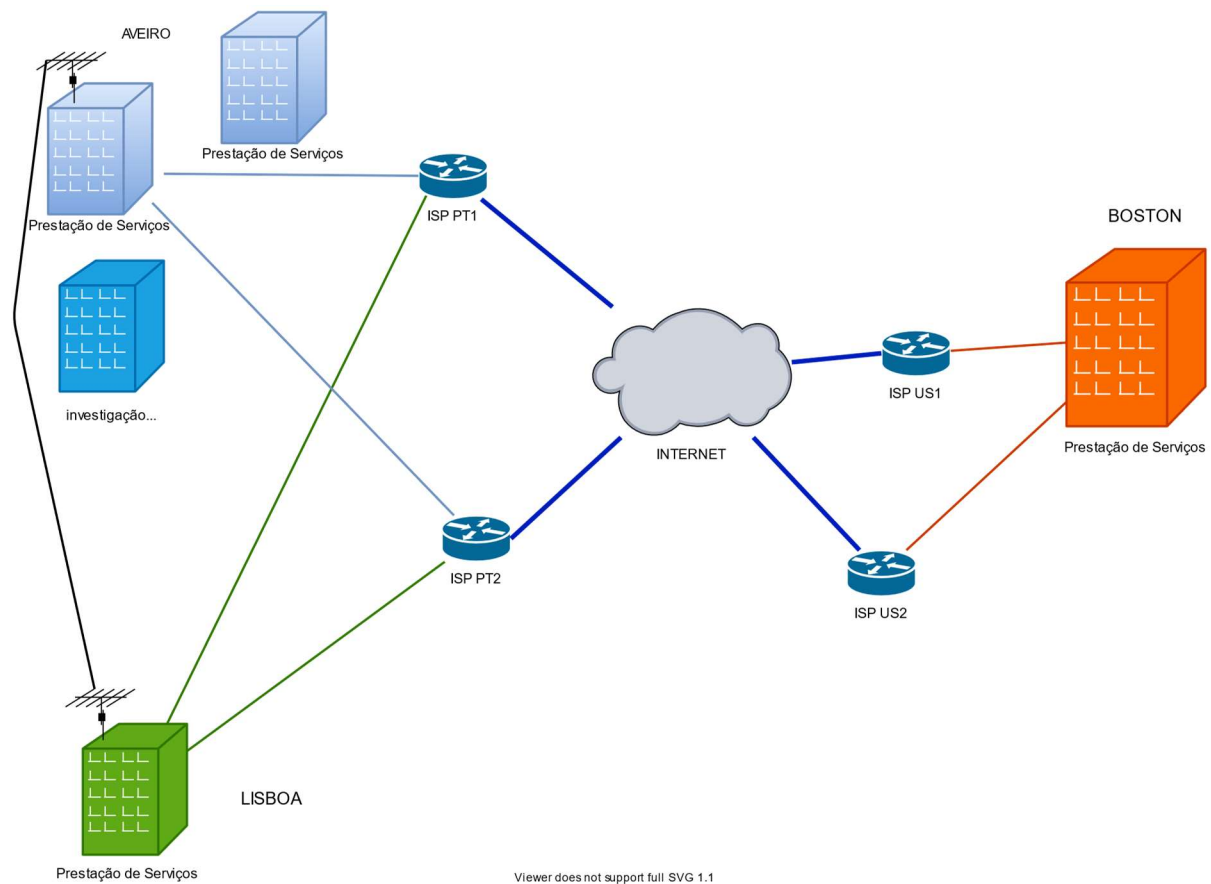 AVEIRO
Prestação de Serviços
Prestação de Serviços
ISP PT1
BOSTON
investigação...
ISP US1
Prestação de Serviços
INTERNET
ISP PT2
ISP US2
LISBOA
Prestação de Serviços
Viewer does not support full SVG 1.1